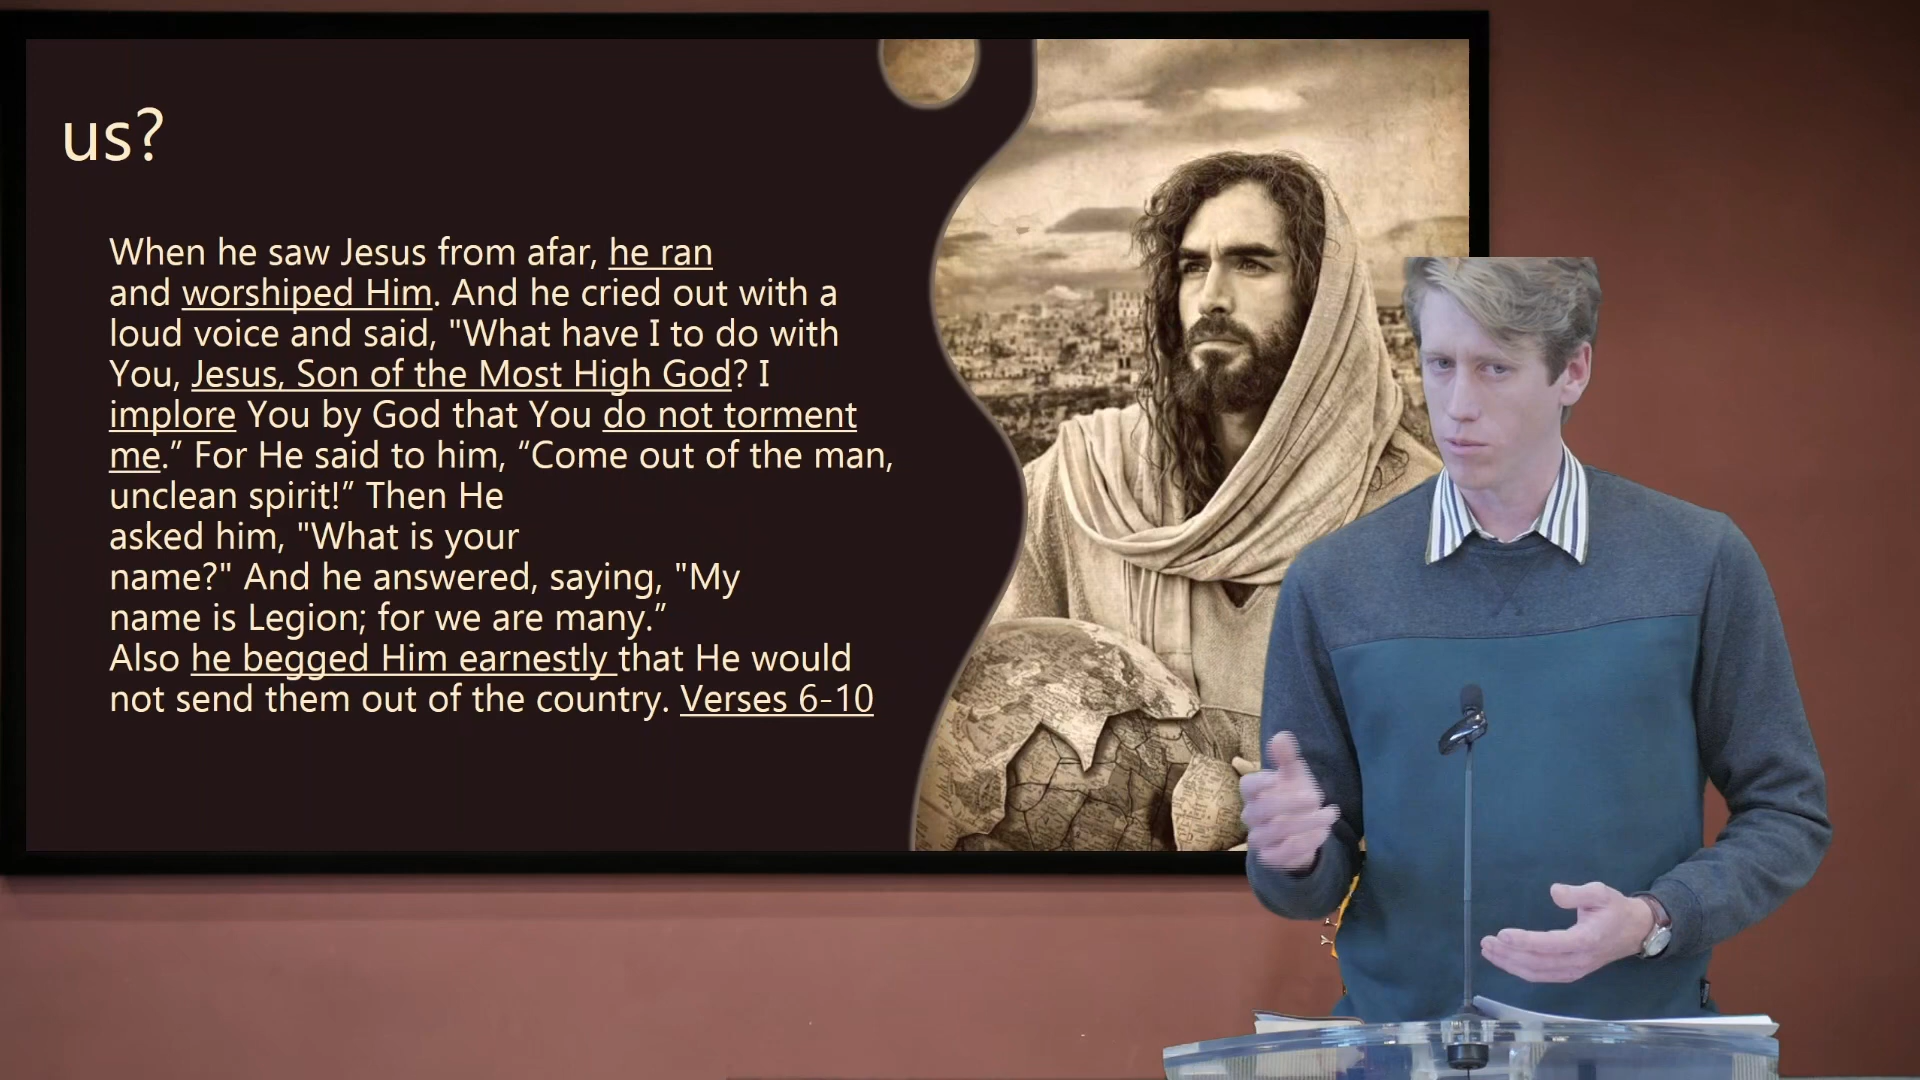 us?
When he saw Jesus from afar, he ran
and worshiped Him. And he cried out with a
loud voice and said, "What have I to do with
You, Jesus, Son of the Most High God? I
implore You by God that You do not torment
me.” For He said to him, “Come out of the man,
unclean spirit!” Then He
asked him, "What is your
name?" And he answered, saying, "My
name is Legion; for we are many.”
Also he begged Him earnestly that He would
not send them out of the country. Verses 6-10